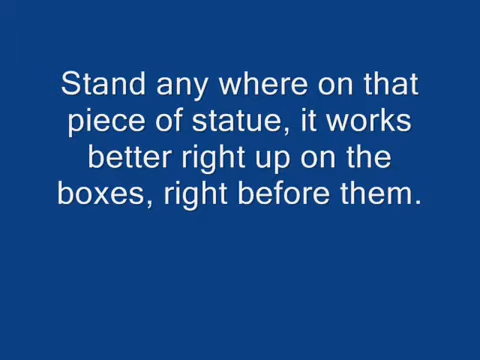 Stand any where on that
piece of statue, it works
better right up on the
boxes, right before them.